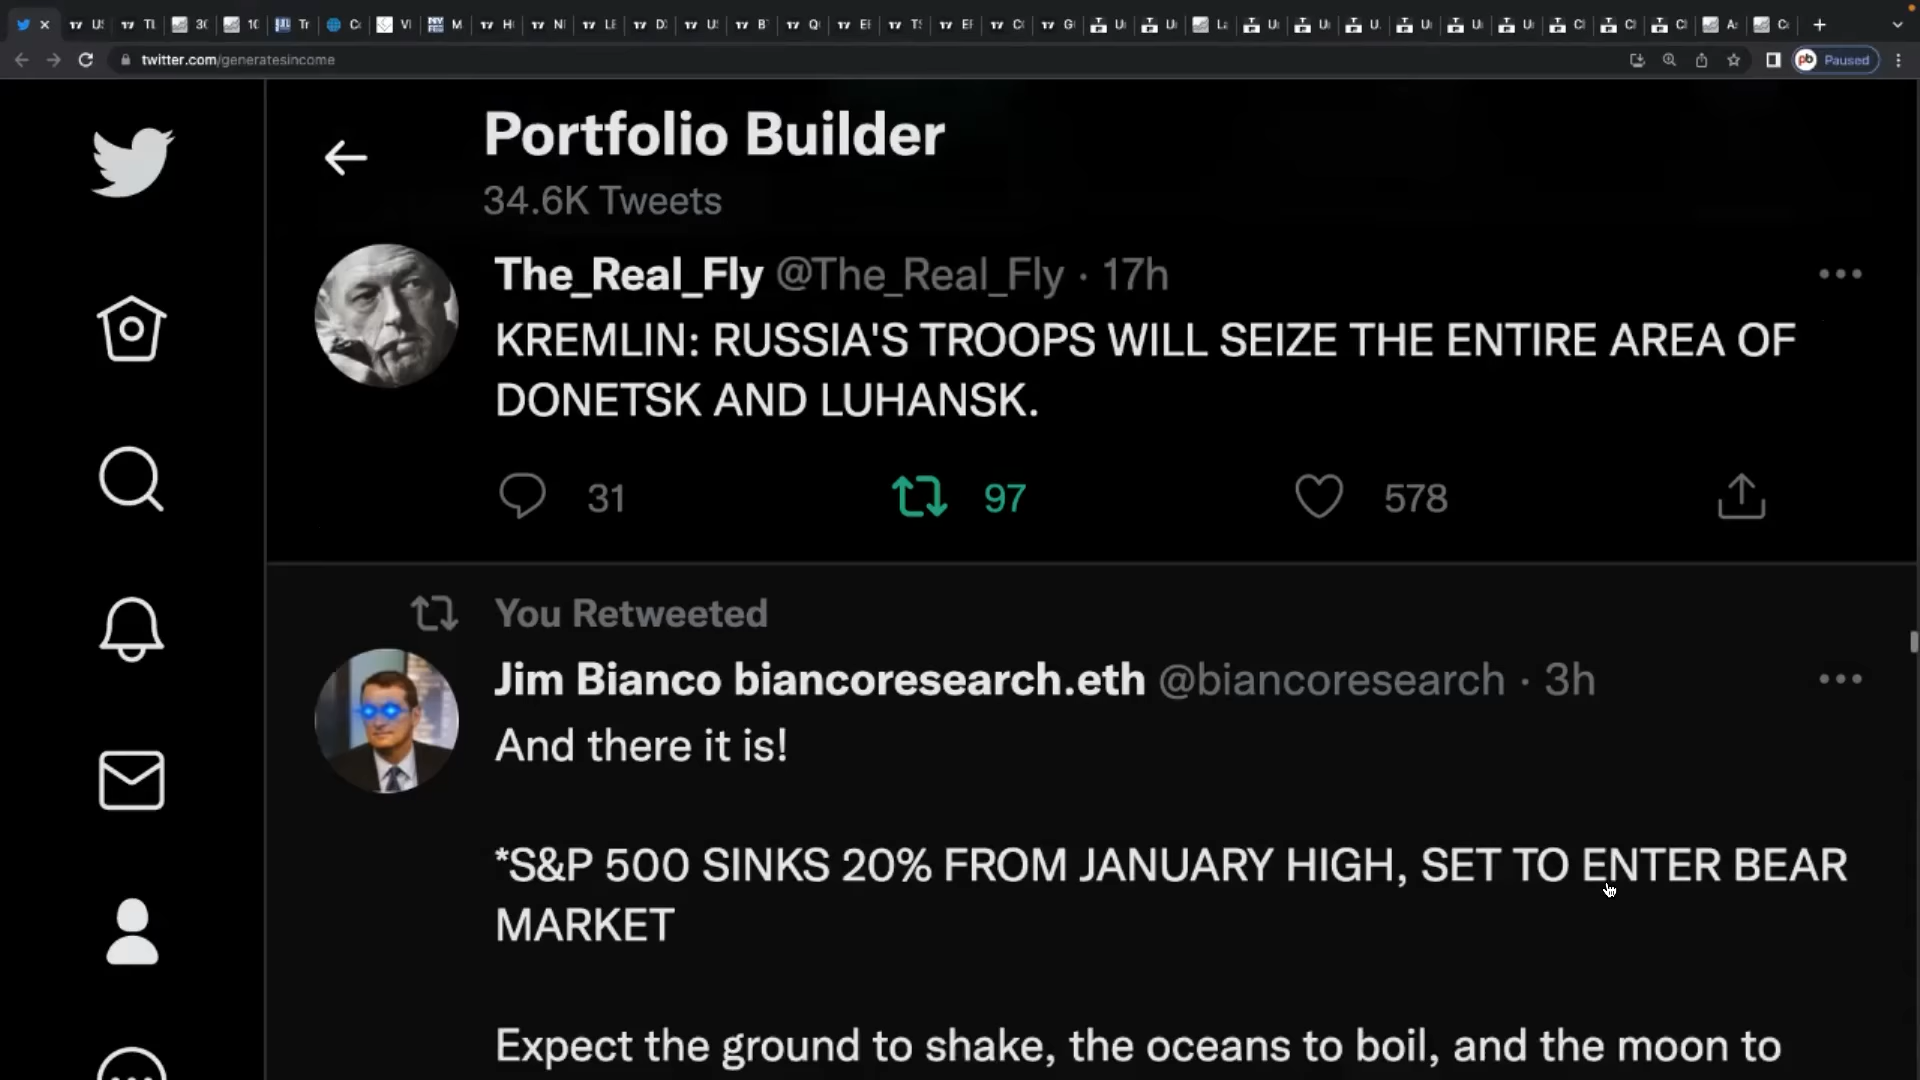 twitter.com/generatesincome
Paused
Portfolio Builder
34.6K Tweets
The_Real_Fly @The_Real_Fly · 17h
KREMLIN: RUSSIA'S TROOPS WILL SEIZE THE ENTIRE AREA OF
DONETSK AND LUHANSK.
31 97 578
You Retweeted
Jim Bianco biancoresearch.eth @biancoresearch · 3h
And there it is!
*S&P 500 SINKS 20% FROM JANUARY HIGH, SET TO ENTER BEAR
MARKET
Expect the ground to shake, the oceans to boil, and the moon to